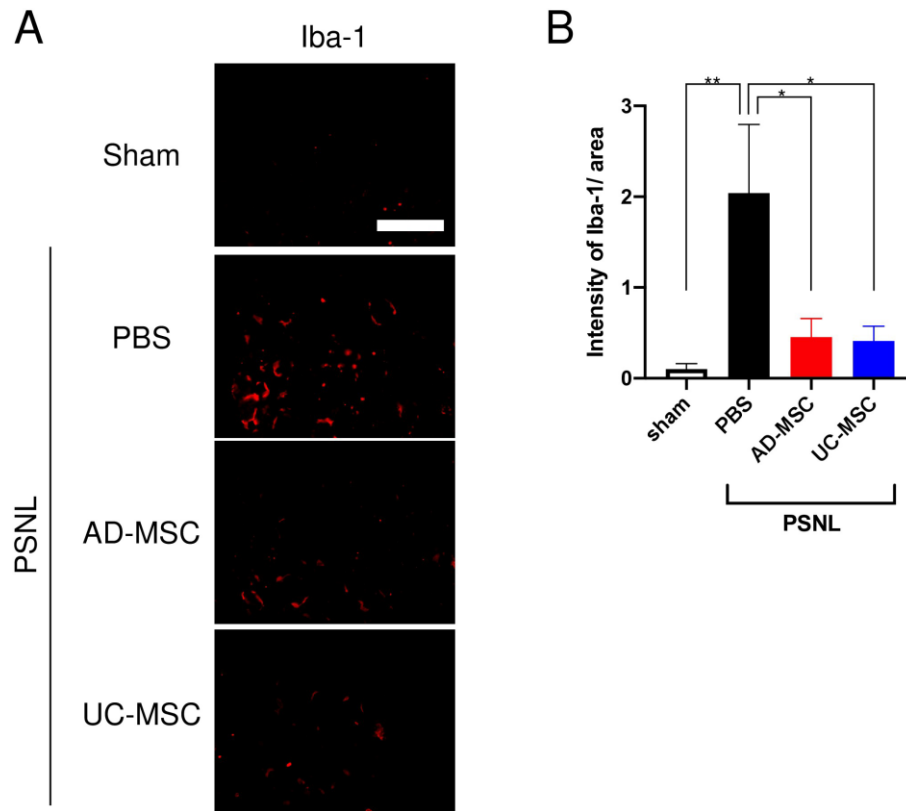 A
Iba-1
Sham
PBS
AD-MSC
UC-MSC
PSNL
B
**
*
*
3
2
1
0
Intensity of Iba-1/ area
sham
PBS
AD-MSC
UC-MSC
PSNL